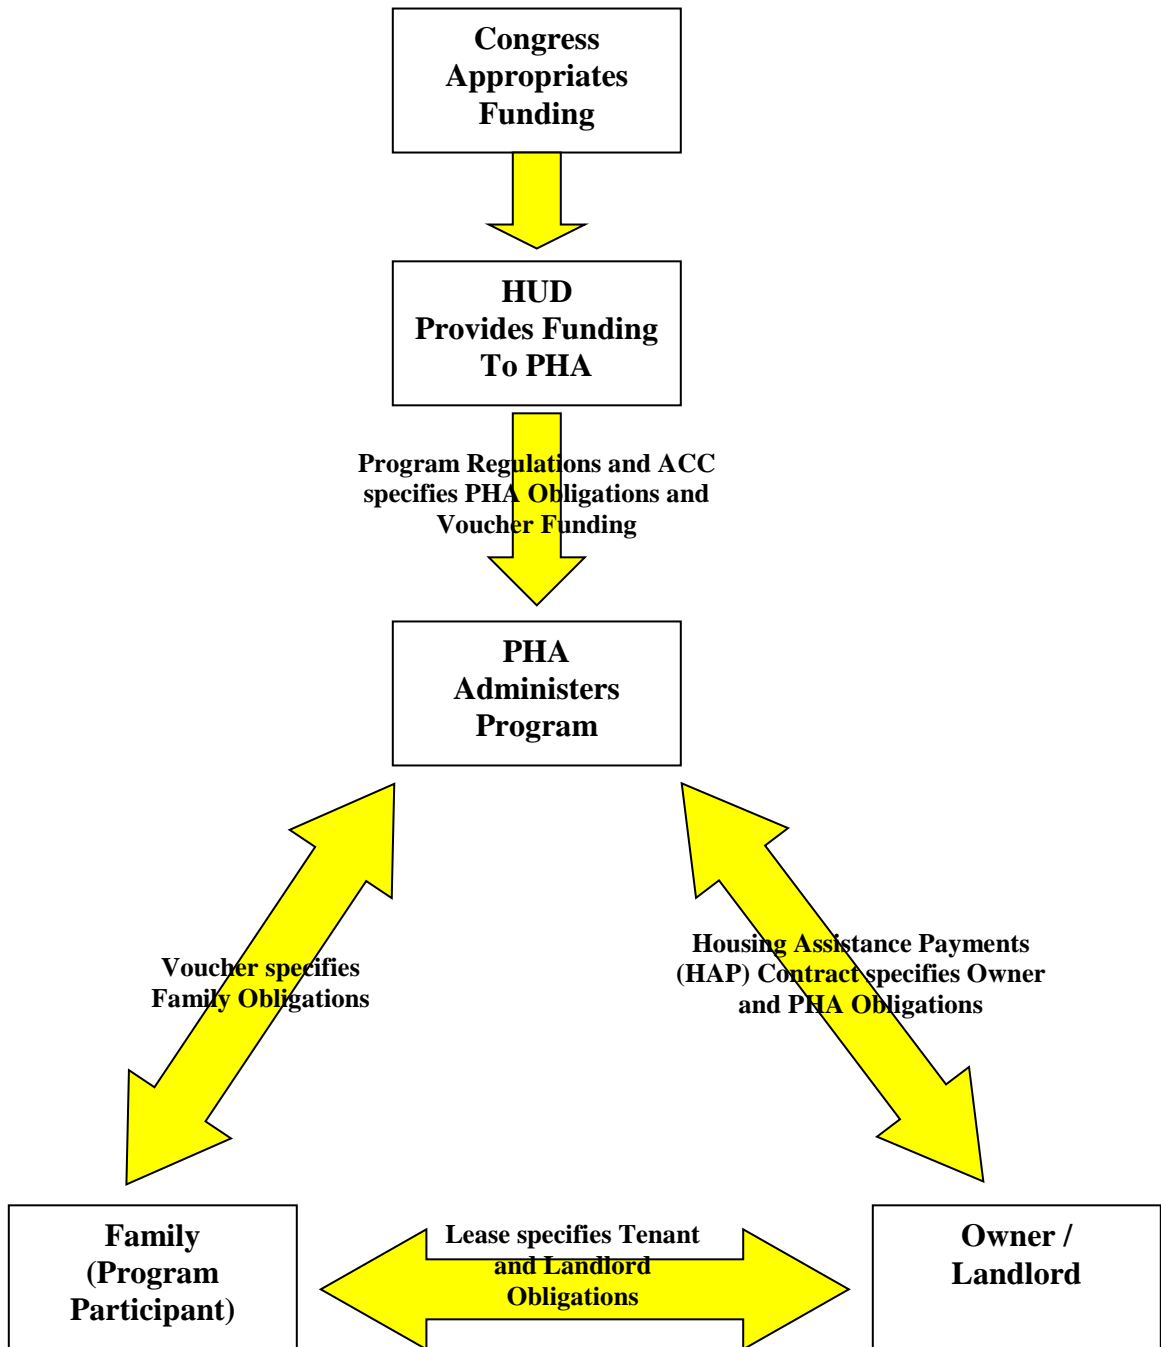 Congress
Appropriates
Funding
HUD
Provides Funding
To PHA
Program Regulations and ACC
specifies PHA Obligations and
Voucher Funding
PHA
Administers
Program
Voucher specifies
Family Obligations
Housing Assistance Payments
(HAP) Contract specifies Owner
and PHA Obligations
Family
(Program
Participant)
Lease specifies Tenant
and Landlord
Obligations
Owner /
Landlord